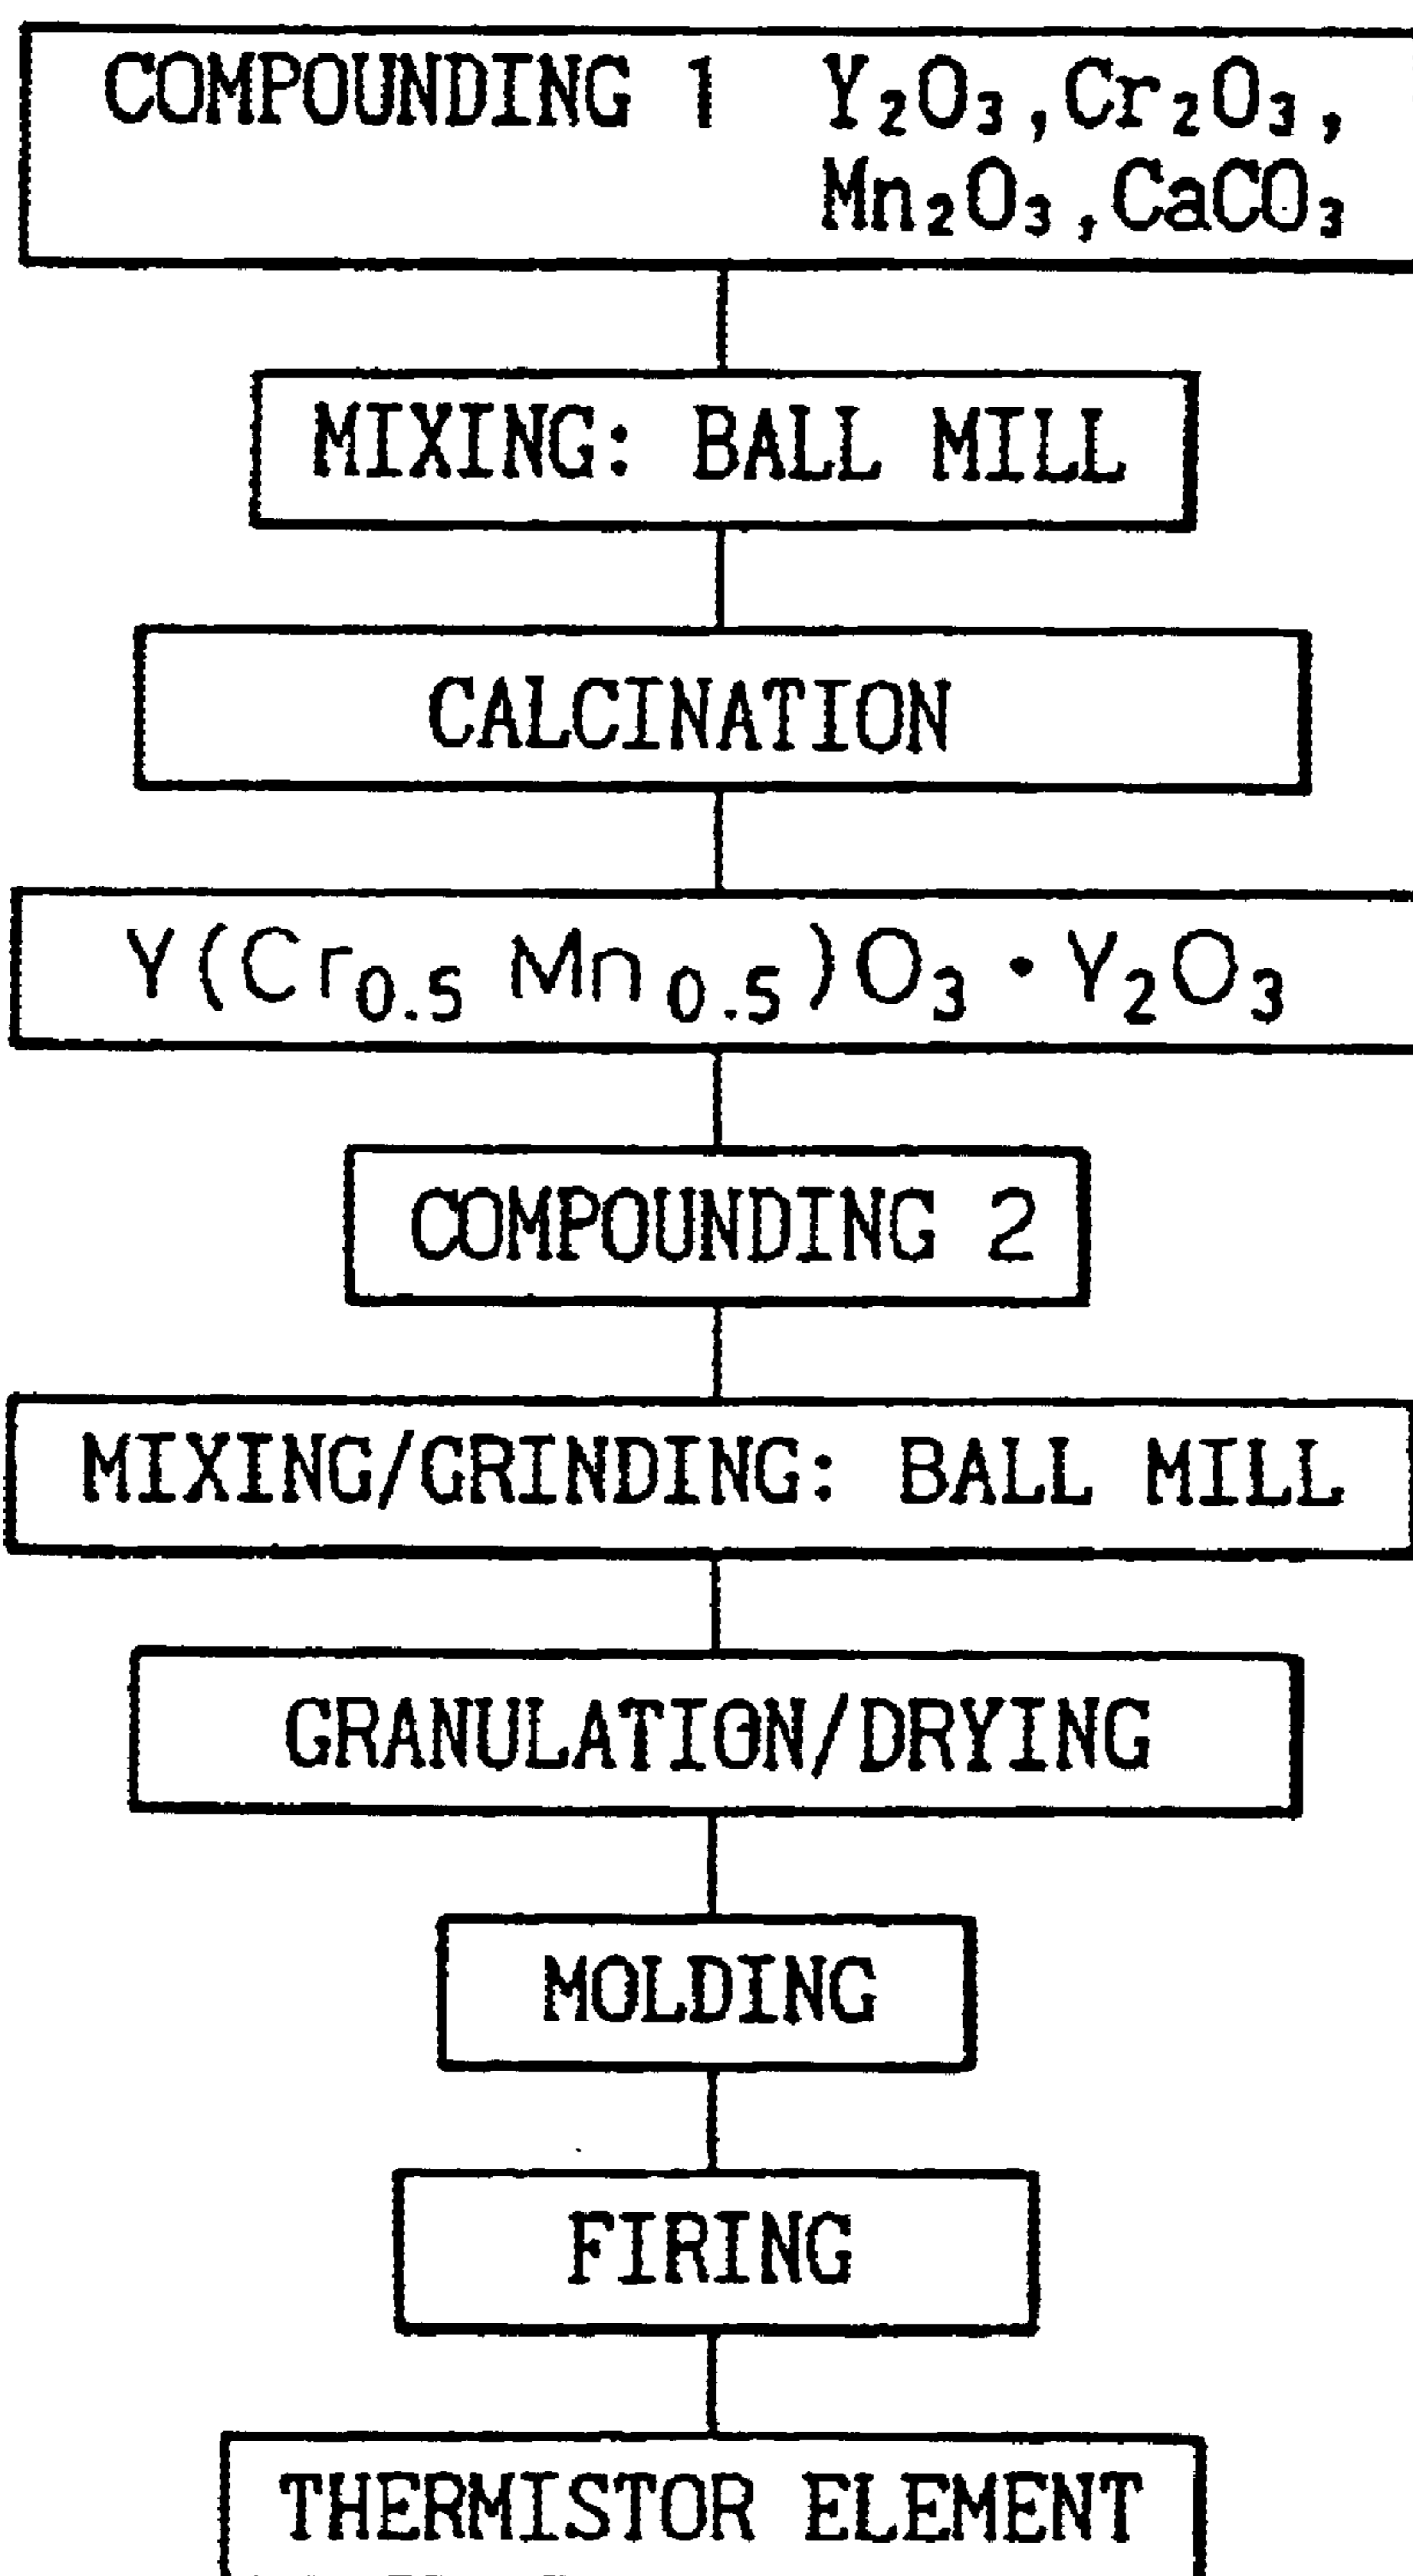 COMPOUNDING 1 Y₂O₃,Cr₂O₃,
Mn₂O₃,CaCO₃
MIXING: BALL MILL
CALCINATION
Y(Cr₀.₅ Mn₀.₅)O₃・Y₂O₃
COMPOUNDING 2
MIXING/GRINDING: BALL MILL
GRANULATION/DRYING
MOLDING
FIRING
THERMISTOR ELEMENT